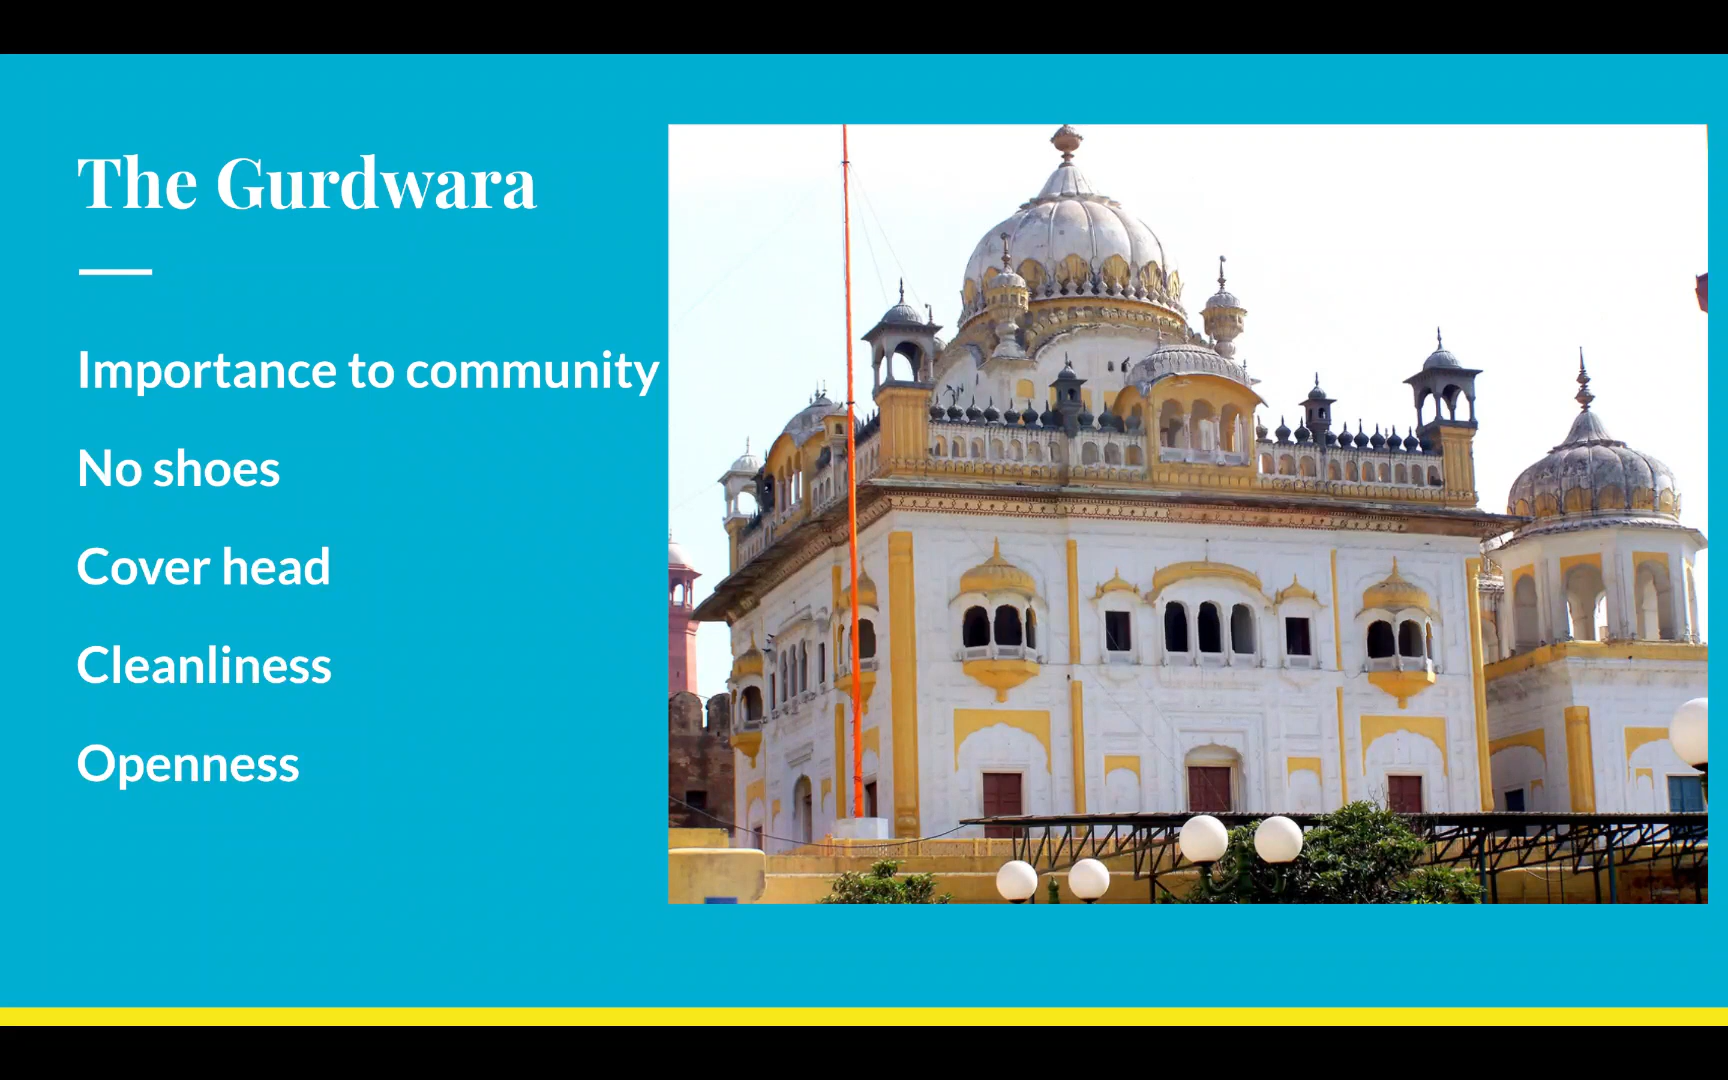 The Gurdwara
Importance to community
No shoes
Cover head
Cleanliness
Openness